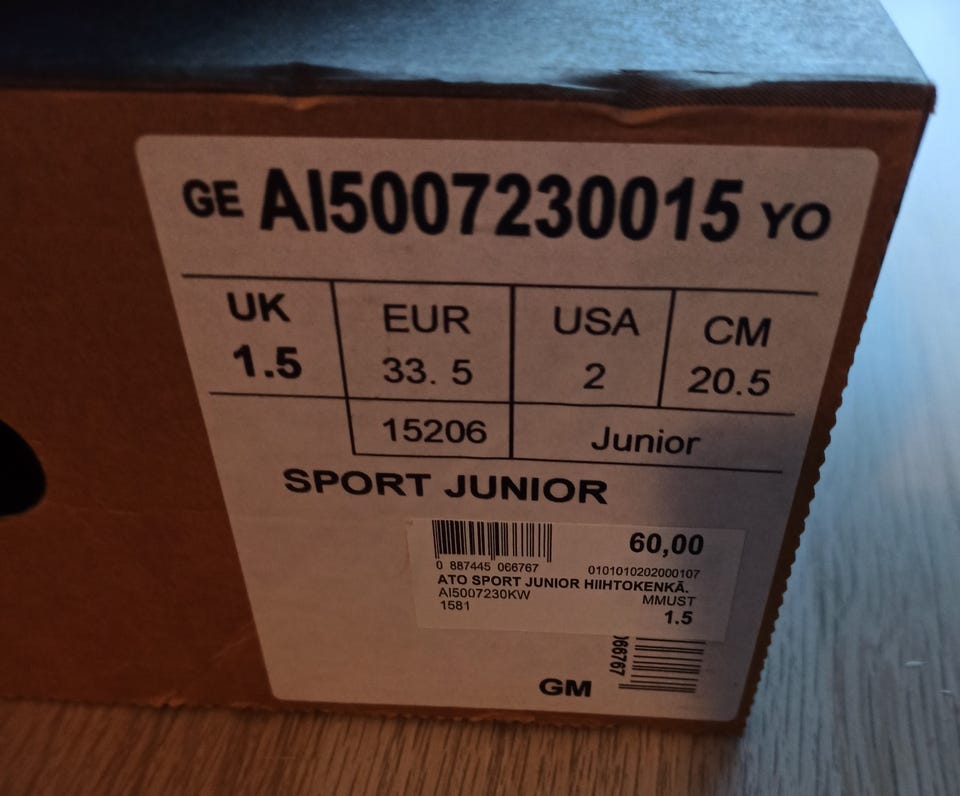 GE AI5007230015 YO
UK EUR USA CM
1.5 33. 5 2 20.5
15206 Junior
SPORT JUNIOR
60,00
0 887445 066767 0101010202000107
ATO SPORT JUNIOR HIIHTOKENKÄ.
AI5007230KW MMUST
1581 1.5
066767
GM